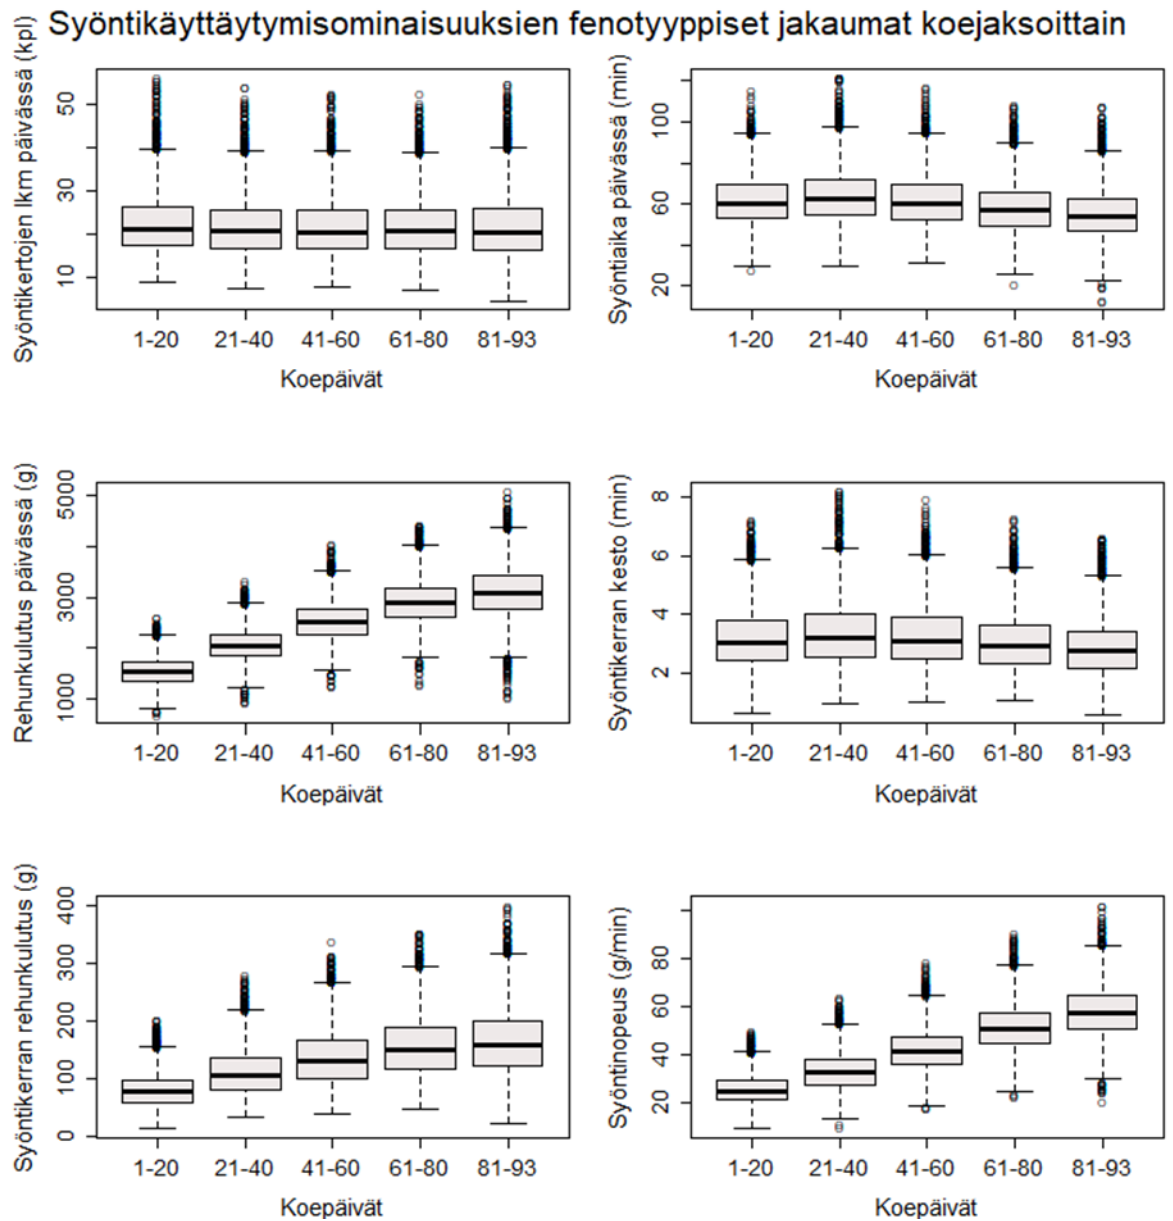 Syöntikäyttäytymisominaisuuksien fenotyyppiset jakaumat koejaksoittain
Syöntikertojen lkm päivässä (kpl)
50
30
10
1-20 21-40 41-60 61-80 81-93
Koepäivät
Syöntiaika päivässä (min)
100
60
20
1-20 21-40 41-60 61-80 81-93
Koepäivät
Rehunkulutus päivässä (g)
5000
3000
1000
1-20 21-40 41-60 61-80 81-93
Koepäivät
Syöntikerran kesto (min)
8
6
4
2
1-20 21-40 41-60 61-80 81-93
Koepäivät
Syöntikerran rehunkulutus (g)
400
300
200
100
0
1-20 21-40 41-60 61-80 81-93
Koepäivät
Syöntinopeus (g/min)
80
60
40
20
1-20 21-40 41-60 61-80 81-93
Koepäivät